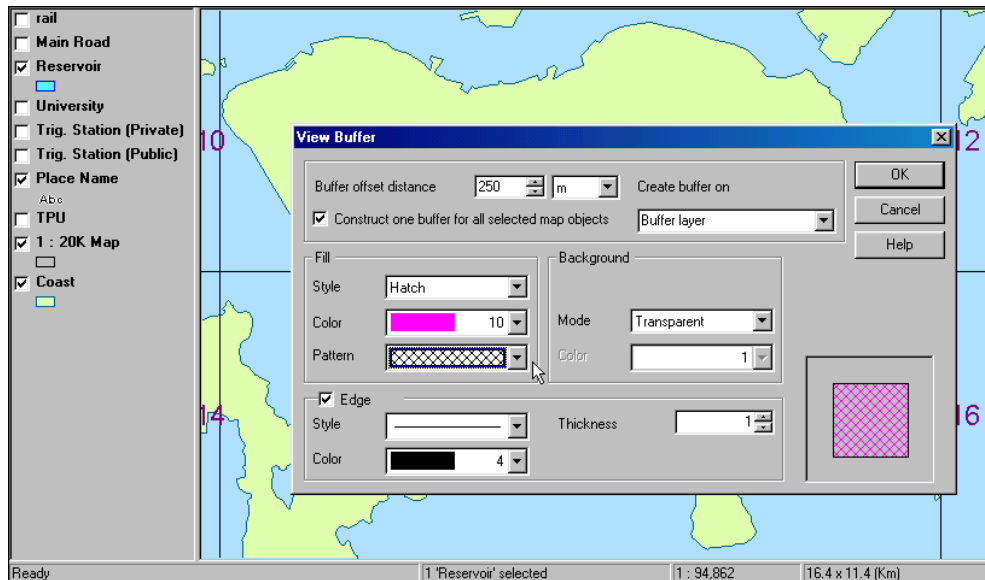 rail
Main Road
Reservoir
University
Trig. Station (Private)
Trig. Station (Public)
Place Name
Abc
TPU
1 : 20K Map
Coast
10
12
14
16
View Buffer
Buffer offset distance 250 m Create buffer on
Construct one buffer for all selected map objects Buffer layer
OK
Cancel
Help
Fill
Style Hatch
Color 10
Pattern
Background
Mode Transparent
Color 1
Edge
Style
Thickness 1
Color 4
Ready 1 'Reservoir' selected 1 : 94,862 16.4 x 11.4 (Km)